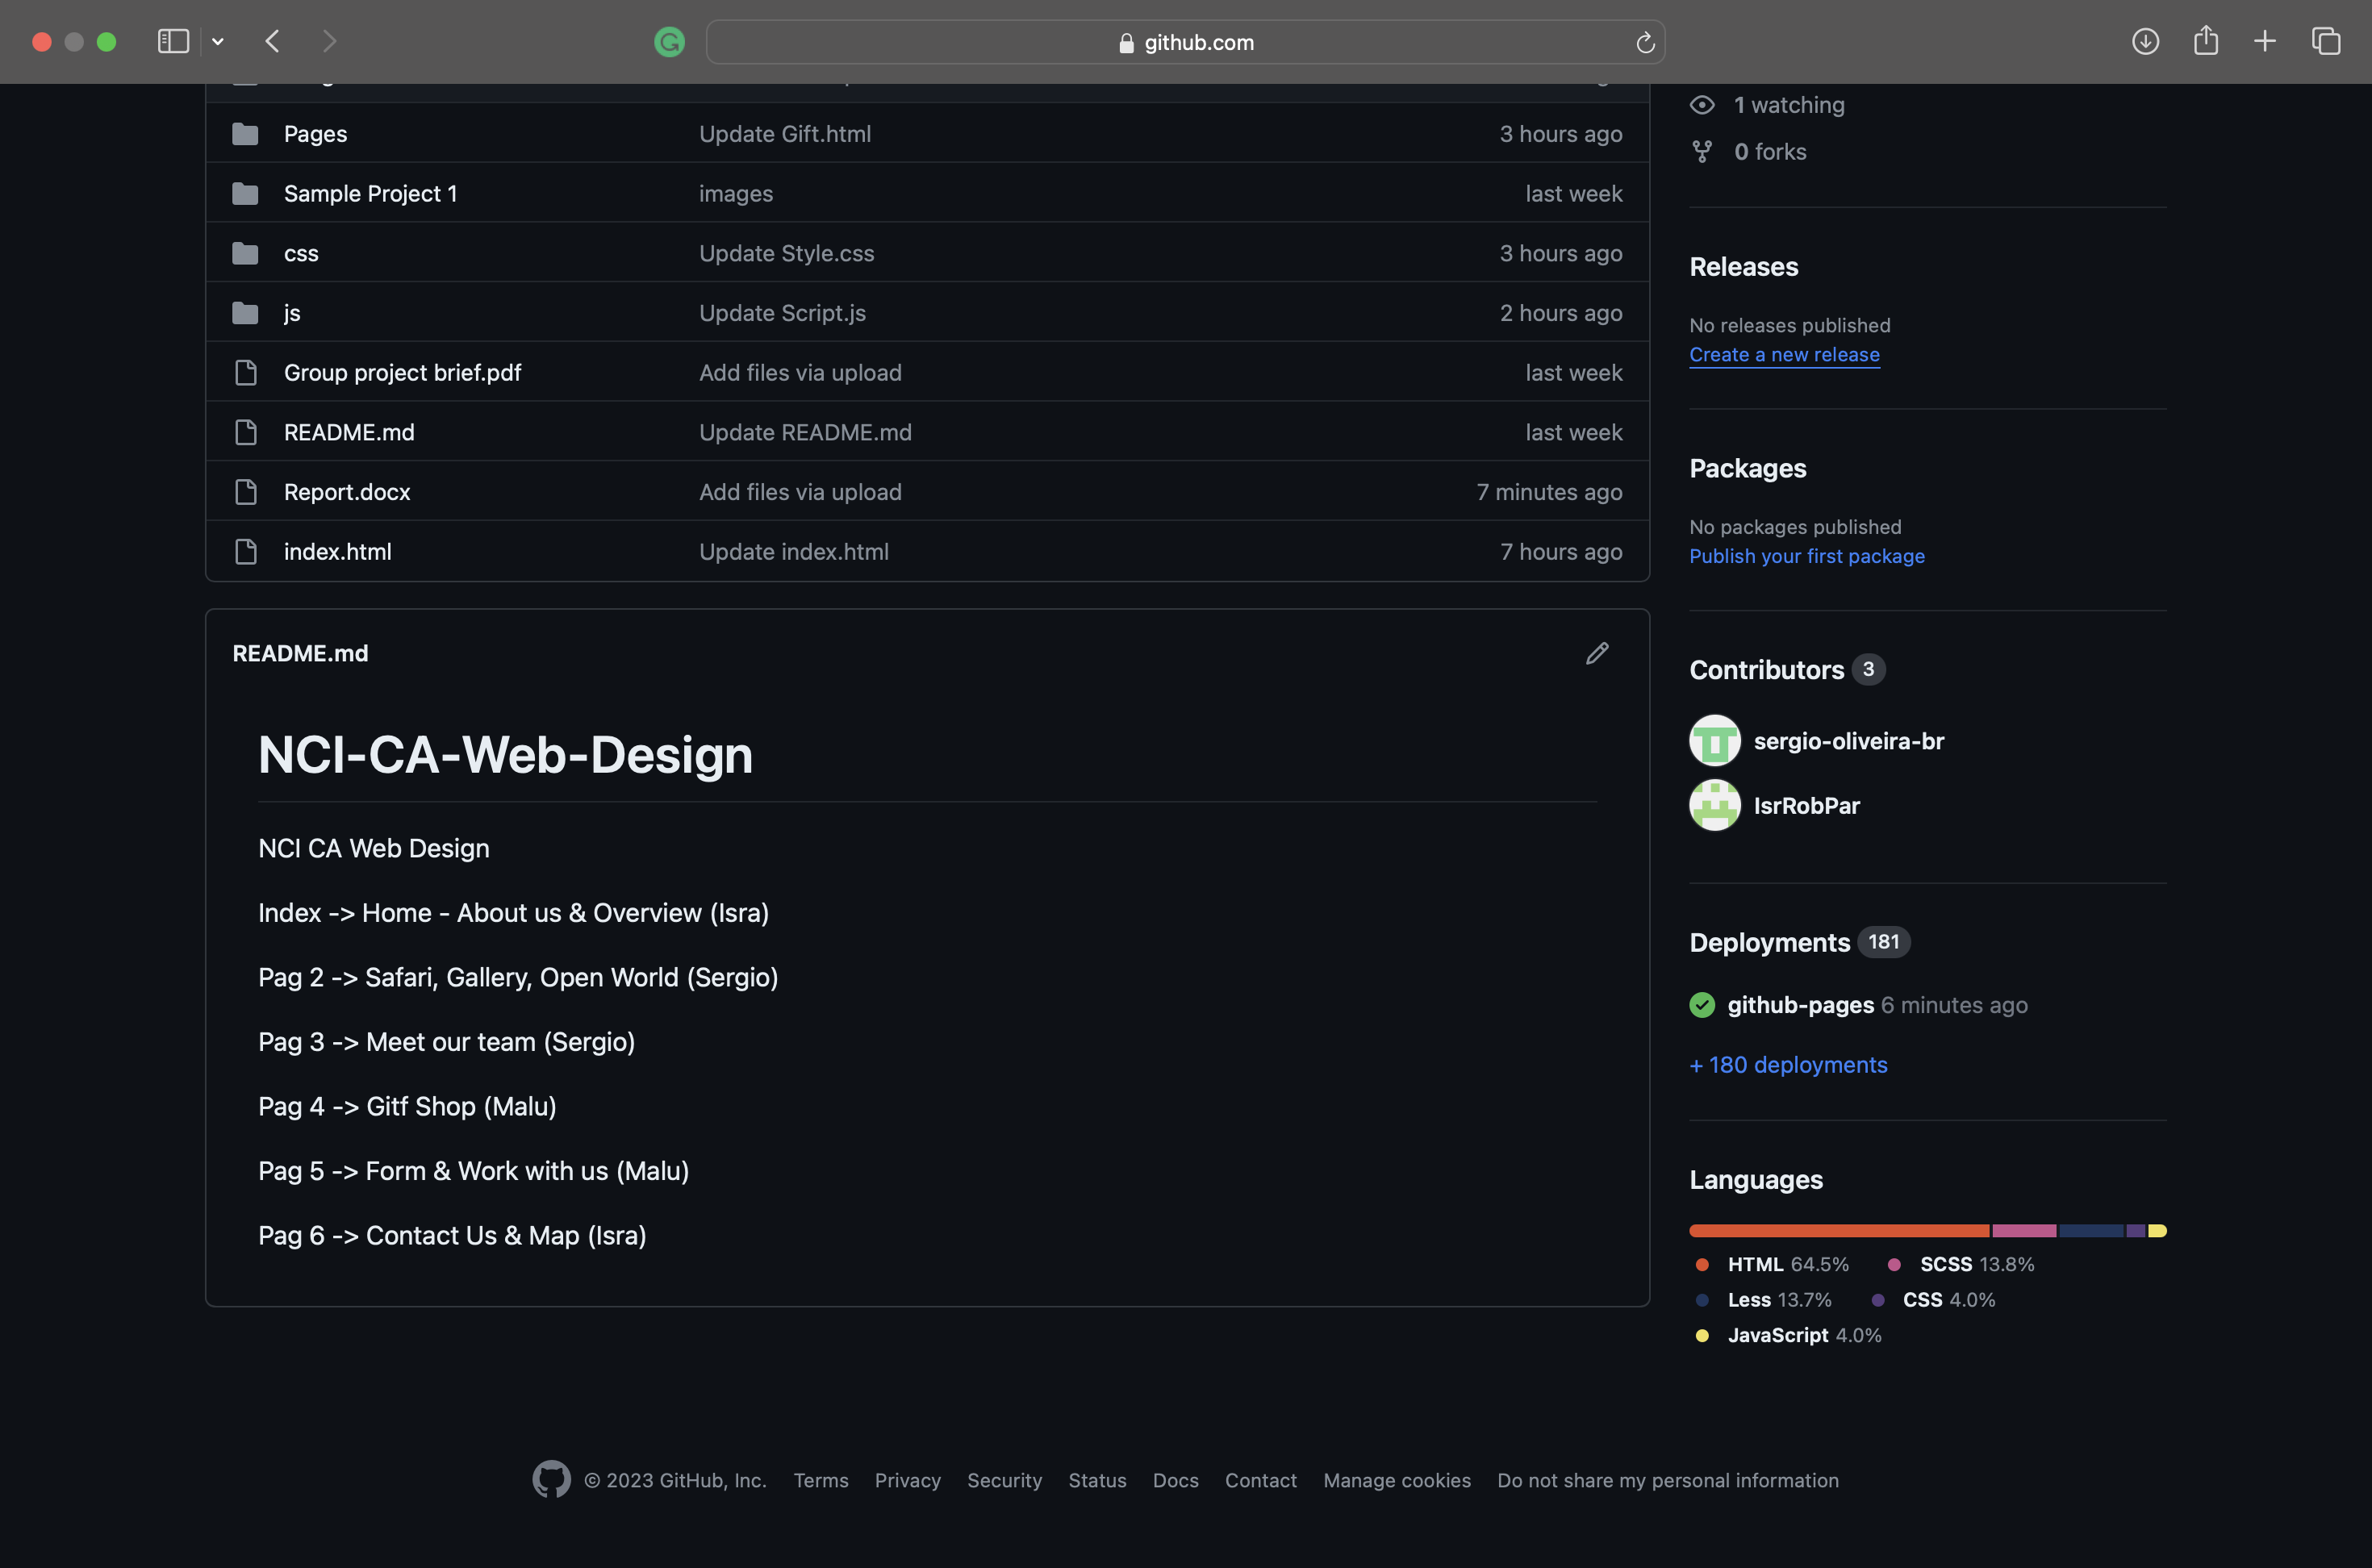 github.com
Pages Update Gift.html 3 hours ago
Sample Project 1 images last week
css Update Style.css 3 hours ago
js Update Script.js 2 hours ago
Group project brief.pdf Add files via upload last week
README.md Update README.md last week
Report.docx Add files via upload 7 minutes ago
index.html Update index.html 7 hours ago
README.md
NCI-CA-Web-Design
NCI CA Web Design
Index -> Home - About us & Overview (Isra)
Pag 2 -> Safari, Gallery, Open World (Sergio)
Pag 3 -> Meet our team (Sergio)
Pag 4 -> Gitf Shop (Malu)
Pag 5 -> Form & Work with us (Malu)
Pag 6 -> Contact Us & Map (Isra)
1 watching
0 forks
Releases
No releases published
Create a new release
Packages
No packages published
Publish your first package
Contributors 3
sergio-oliveira-br
IsrRobPar
Deployments 181
github-pages 6 minutes ago
+ 180 deployments
Languages
HTML 64.5% SCSS 13.8%
Less 13.7% CSS 4.0%
JavaScript 4.0%
© 2023 GitHub, Inc. Terms Privacy Security Status Docs Contact Manage cookies Do not share my personal information